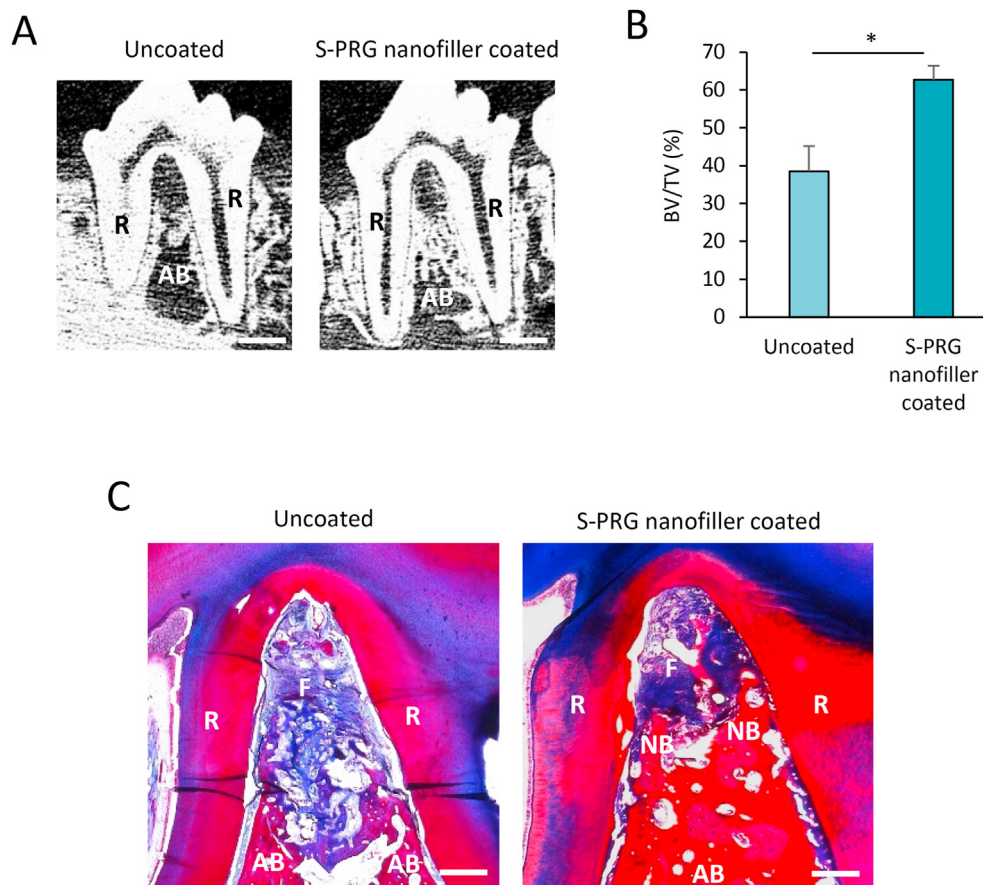 A
Uncoated
S-PRG nanofiller coated
R
R
AB
R
R
AB
B
*
BV/TV (%)
70
60
50
40
30
20
10
0
Uncoated
S-PRG
nanofiller
coated
C
Uncoated
S-PRG nanofiller coated
F
R
R
AB
AB
F
R
R
NB
NB
AB